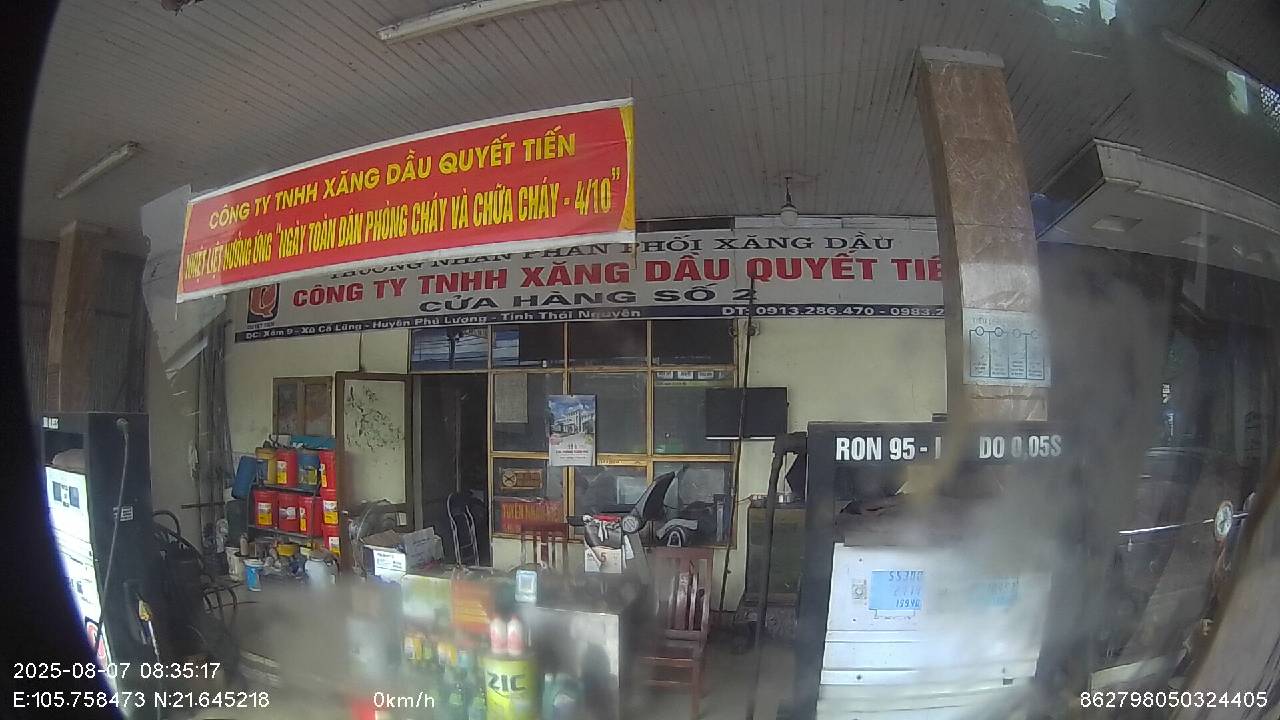 CÔNG TY TNHH XĂNG DẦU QUYẾT TIẾN
NHIỆT LIỆT HƯỞNG ỨNG "NGÀY TOÀN DÂN PHÒNG CHÁY VÀ CHỮA CHÁY - 4/10"
THƯƠNG NHÂN PHÂN PHỐI XĂNG DẦU
CÔNG TY TNHH XĂNG DẦU QUYẾT TIẾ
CỬA HÀNG SỐ 2
ĐC: Xóm 9 - Xã Cổ Lũng - Huyện Phú Lương - Tỉnh Thái Nguyên
ĐT: 0913.286.470 - 0983.2
RON 95 -
DO 0,05S
ZIC
2025-08-07 08:35:17
E:105.758473 N:21.645218
0km/h
862798050324405